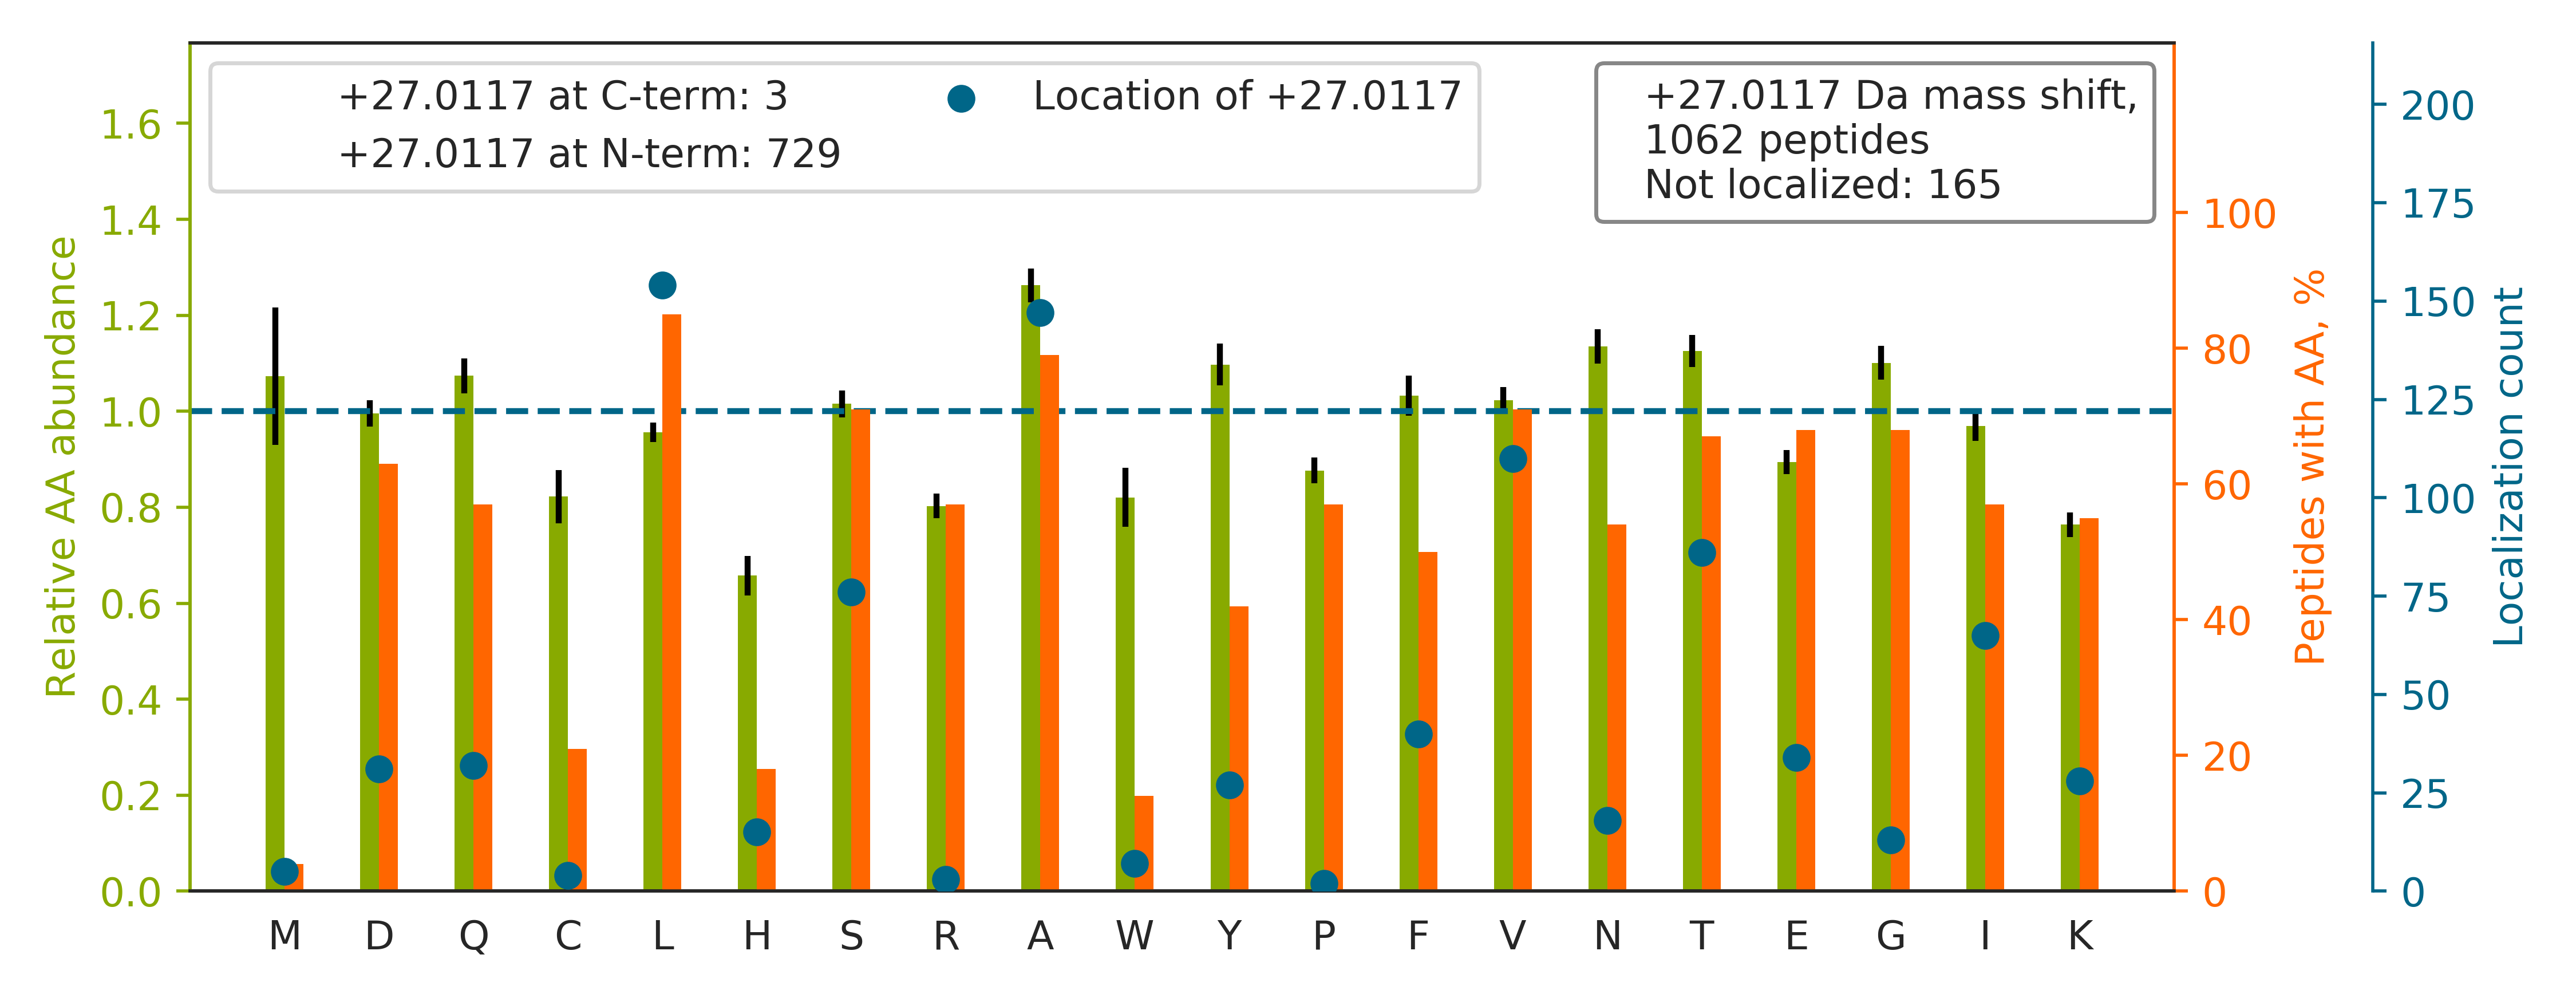 +27.0117 at C-term: 3
+27.0117 at N-term: 729
Location of +27.0117
+27.0117 Da mass shift,
1062 peptides
Not localized: 165
Relative AA abundance
1.6
1.4
1.2
1.0
0.8
0.6
0.4
0.2
0.0
M D Q C L H S R A W Y P F V N T E G I K
100
80
60
40
20
0
Peptides with AA, %
200
175
150
125
100
75
50
25
0
Localization count